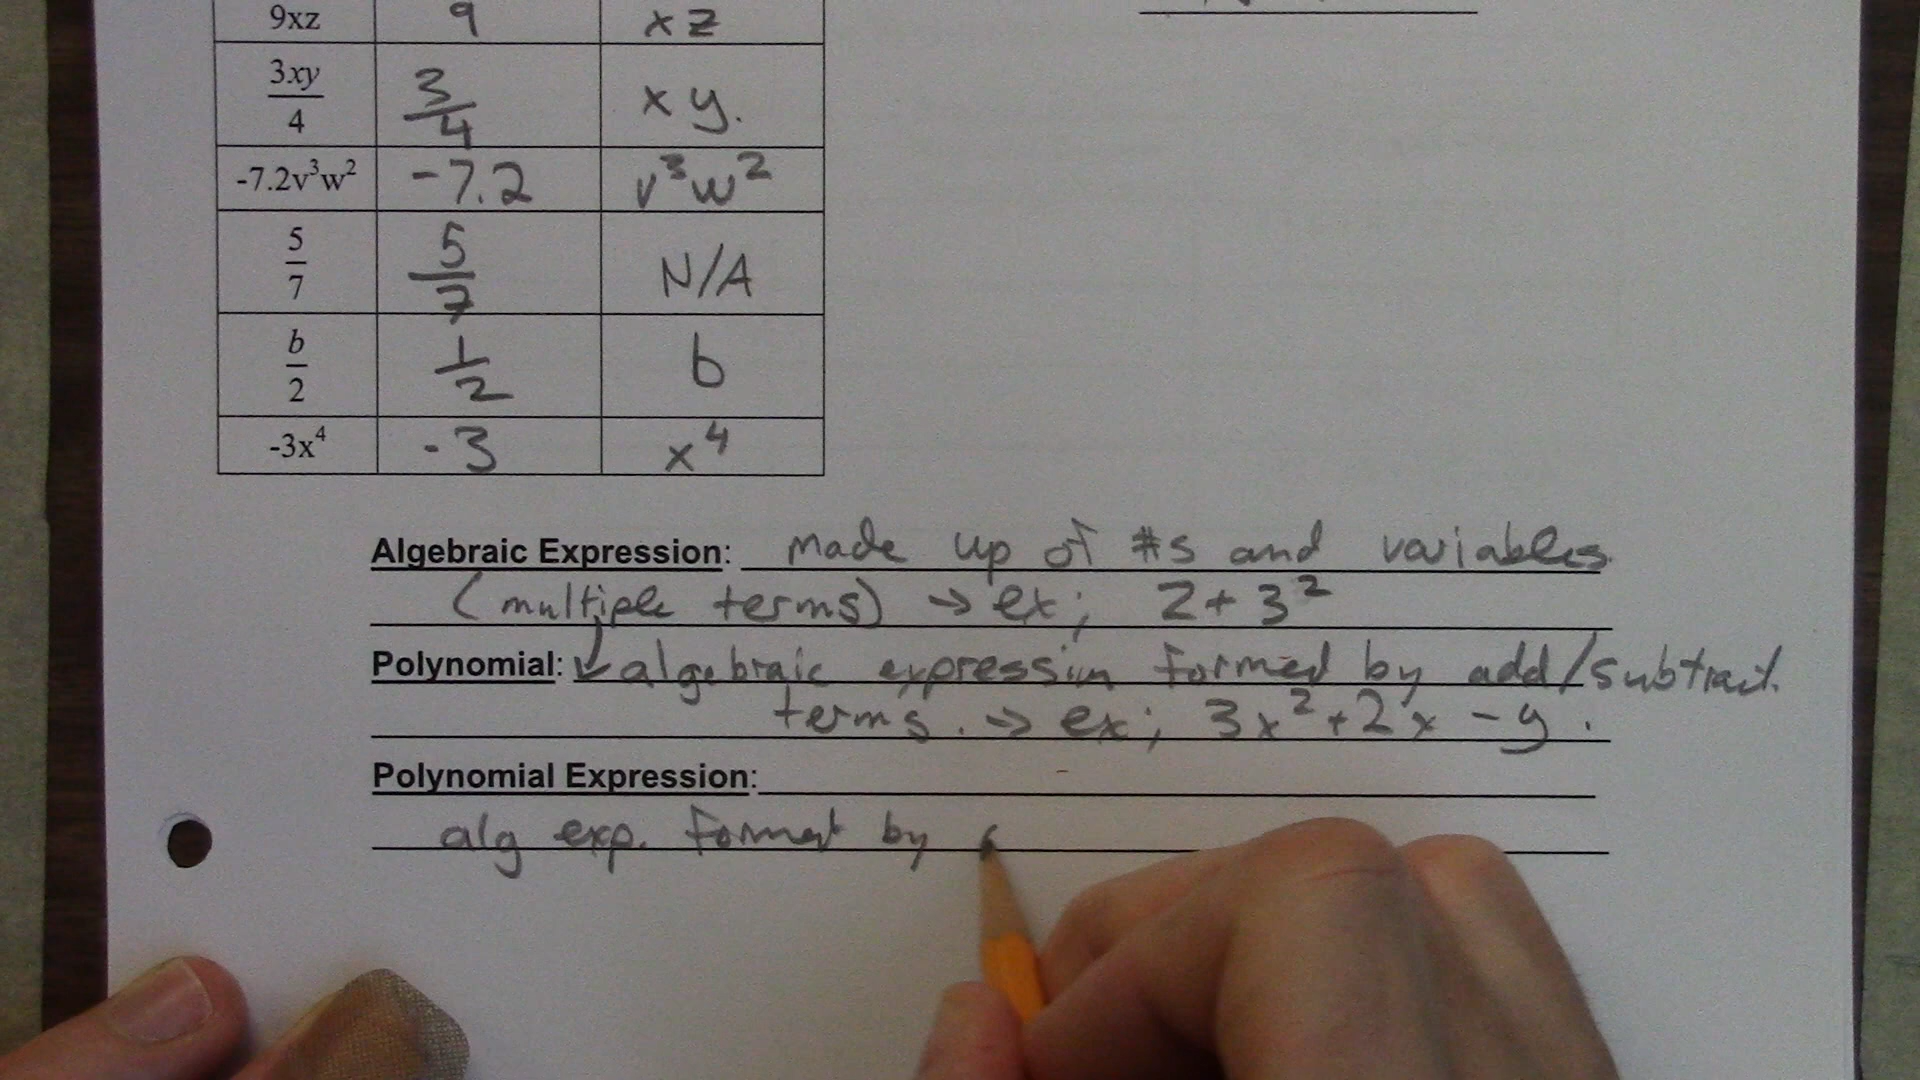 9xz 9 xz
3xy/4 3/4 xy.
-7.2v³w² -7.2 v³w²
5/7 5/7 N/A
b/2 1/2 b
-3x⁴ -3 x⁴
Algebraic Expression: made up of #s and variables.
(multiple terms) → ex; 2+3²
Polynomial: algebraic expression formed by add/subtract.
terms. → ex; 3x²+2x-y.
Polynomial Expression:
alg exp. format by